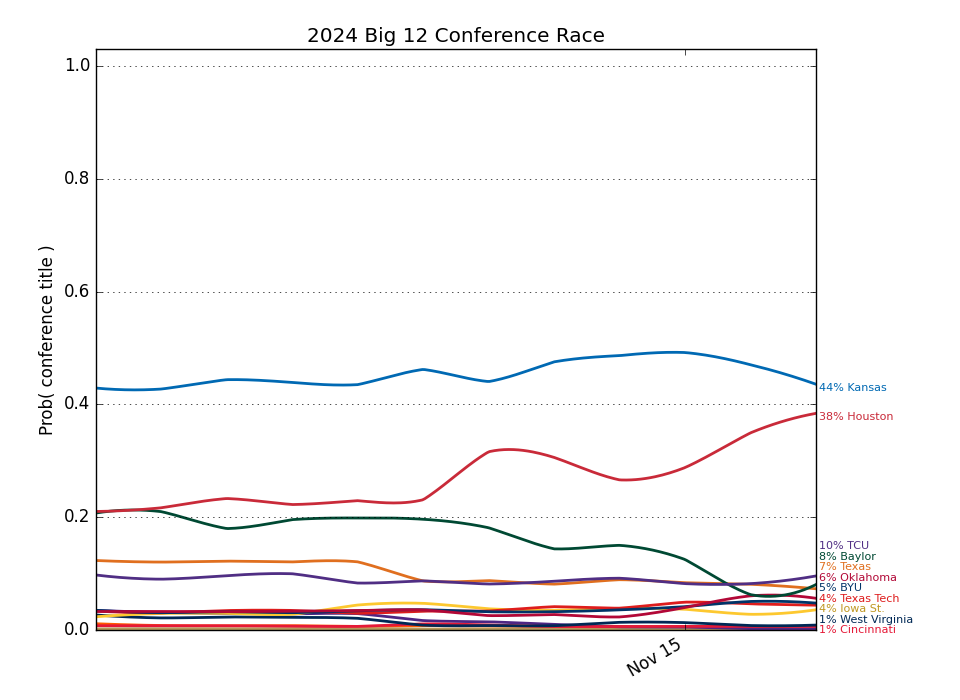 2024 Big 12 Conference Race
Prob( conference title )
1.0
0.8
0.6
0.4
0.2
0.0
Nov 15
44% Kansas
38% Houston
10% TCU
8% Baylor
7% Texas
6% Oklahoma
5% BYU
4% Texas Tech
4% Iowa St.
1% West Virginia
1% Cincinnati